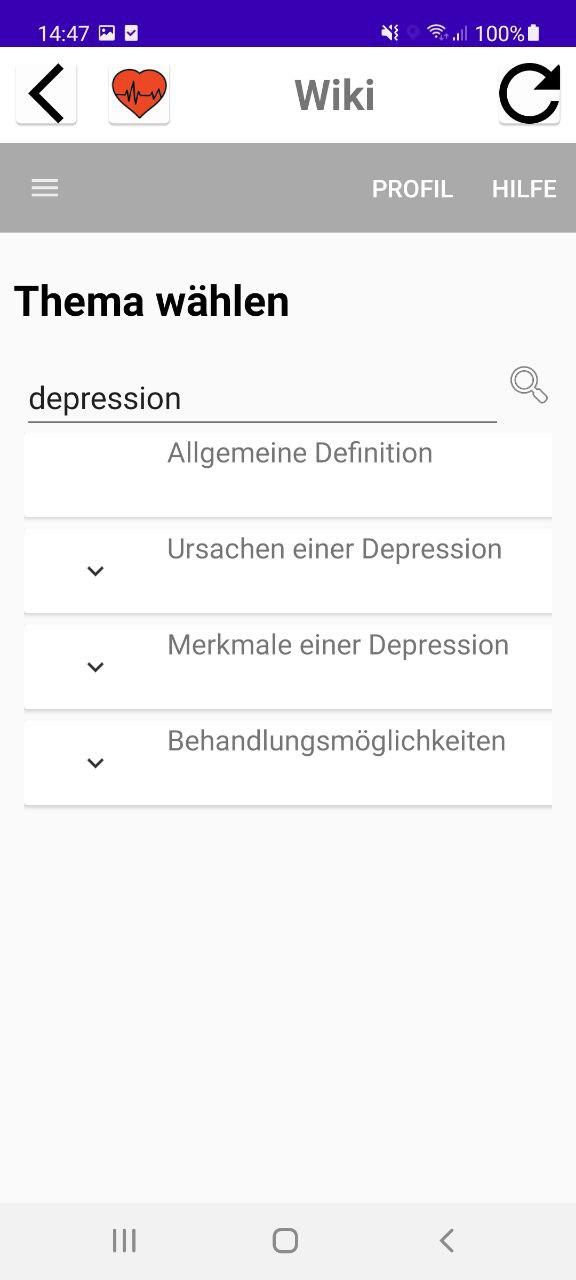 14:47
100%
Wiki
PROFIL HILFE
Thema wählen
depression
Allgemeine Definition
Ursachen einer Depression
Merkmale einer Depression
Behandlungsmöglichkeiten